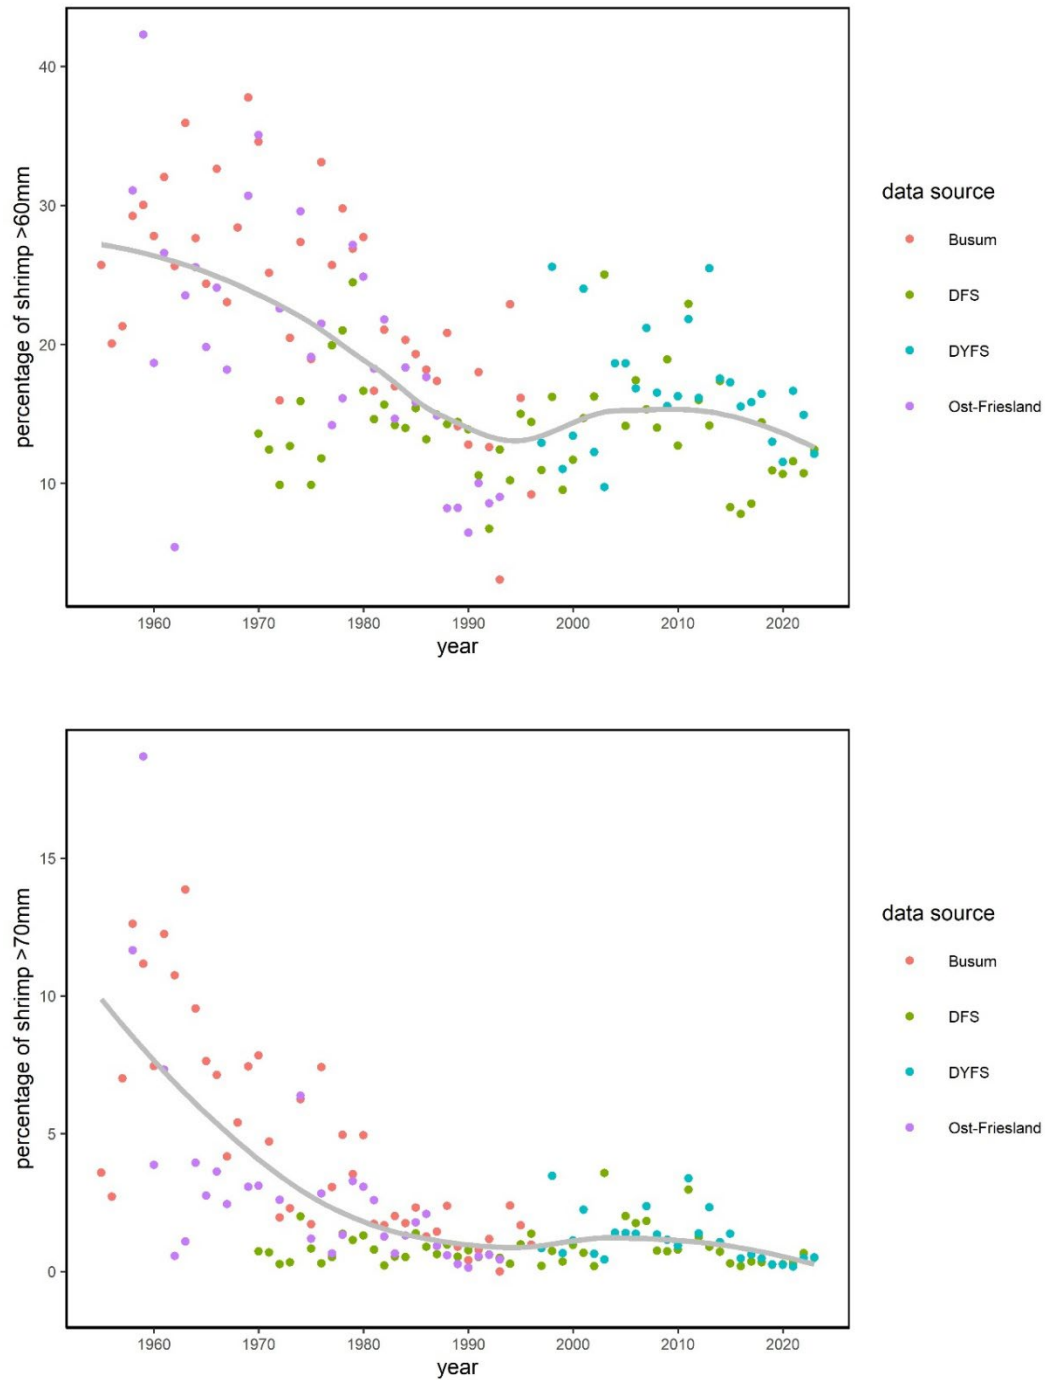 percentage of shrimp >60mm
40
30
20
10
1960 1970 1980 1990 2000 2010 2020
year
data source
Busum
DFS
DYFS
Ost-Friesland
percentage of shrimp >70mm
15
10
5
0
1960 1970 1980 1990 2000 2010 2020
year
data source
Busum
DFS
DYFS
Ost-Friesland